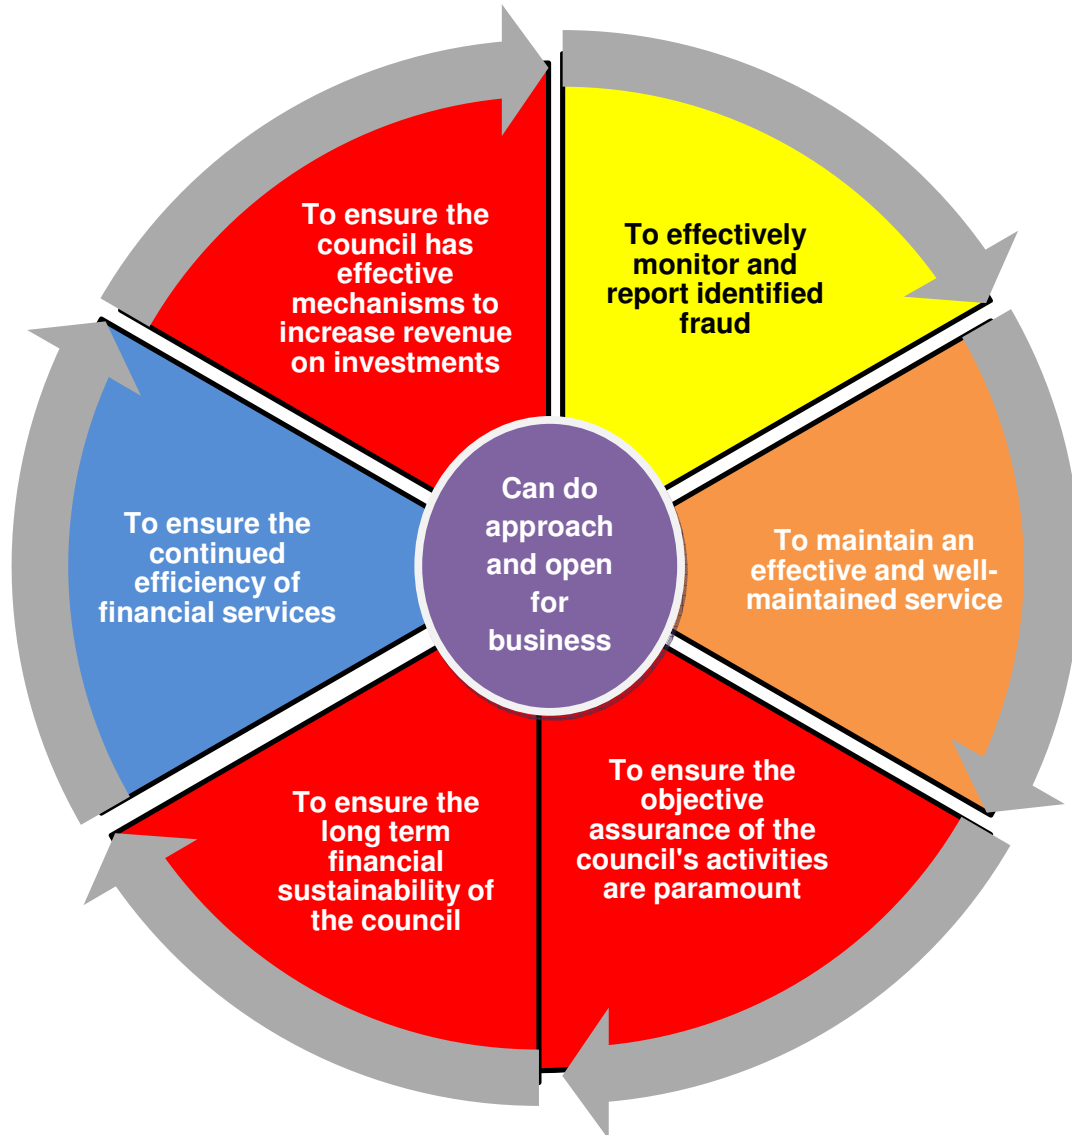 To ensure the
council has
effective
mechanisms to
increase revenue
on investments
To effectively
monitor and
report identified
fraud
To ensure the
continued
efficiency of
financial services
Can do
approach
and open
for
business
To maintain an
effective and well-
maintained service
To ensure the
long term
financial
sustainability of
the council
To ensure the
objective
assurance of the
council's activities
are paramount